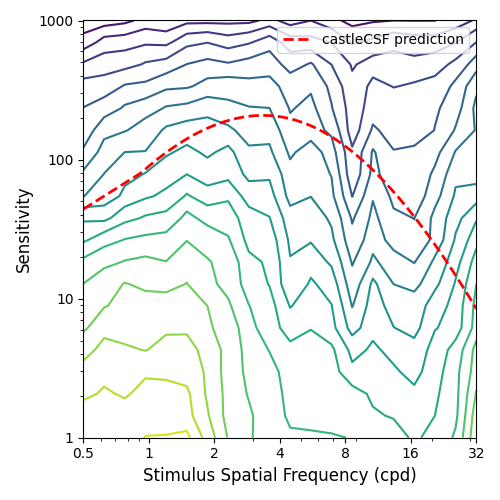 1000
castleCSF prediction
100
10
1
Sensitivity
0.5 1 2 4 8 16 32
Stimulus Spatial Frequency (cpd)